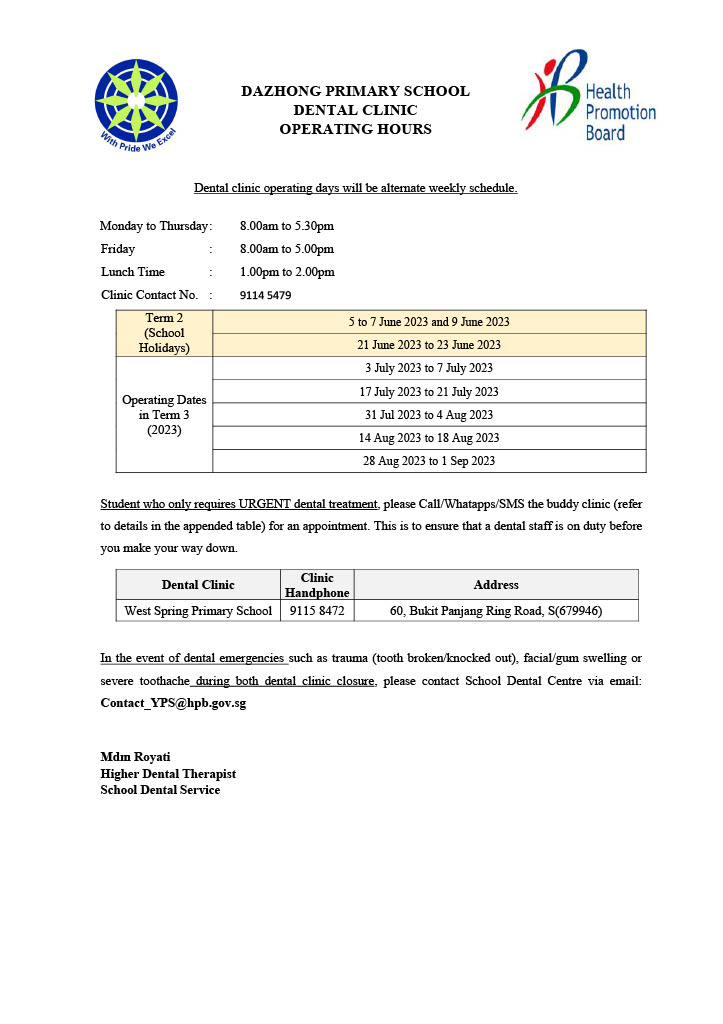 With Pride We Excel
DAZHONG PRIMARY SCHOOL
DENTAL CLINIC
OPERATING HOURS
Health
Promotion
Board
Dental clinic operating days will be alternate weekly schedule.
Monday to Thursday : 8.00am to 5.30pm
Friday : 8.00am to 5.00pm
Lunch Time : 1.00pm to 2.00pm
Clinic Contact No. : 9114 5479
Term 2
(School
Holidays)
5 to 7 June 2023 and 9 June 2023
21 June 2023 to 23 June 2023
Operating Dates
in Term 3
(2023)
3 July 2023 to 7 July 2023
17 July 2023 to 21 July 2023
31 Jul 2023 to 4 Aug 2023
14 Aug 2023 to 18 Aug 2023
28 Aug 2023 to 1 Sep 2023
Student who only requires URGENT dental treatment, please Call/Whatapps/SMS the buddy clinic (refer
to details in the appended table) for an appointment. This is to ensure that a dental staff is on duty before
you make your way down.
Dental Clinic Clinic Handphone Address
West Spring Primary School 9115 8472 60, Bukit Panjang Ring Road, S(679946)
In the event of dental emergencies such as trauma (tooth broken/knocked out), facial/gum swelling or
severe toothache during both dental clinic closure, please contact School Dental Centre via email:
Contact_YPS@hpb.gov.sg
Mdm Royati
Higher Dental Therapist
School Dental Service